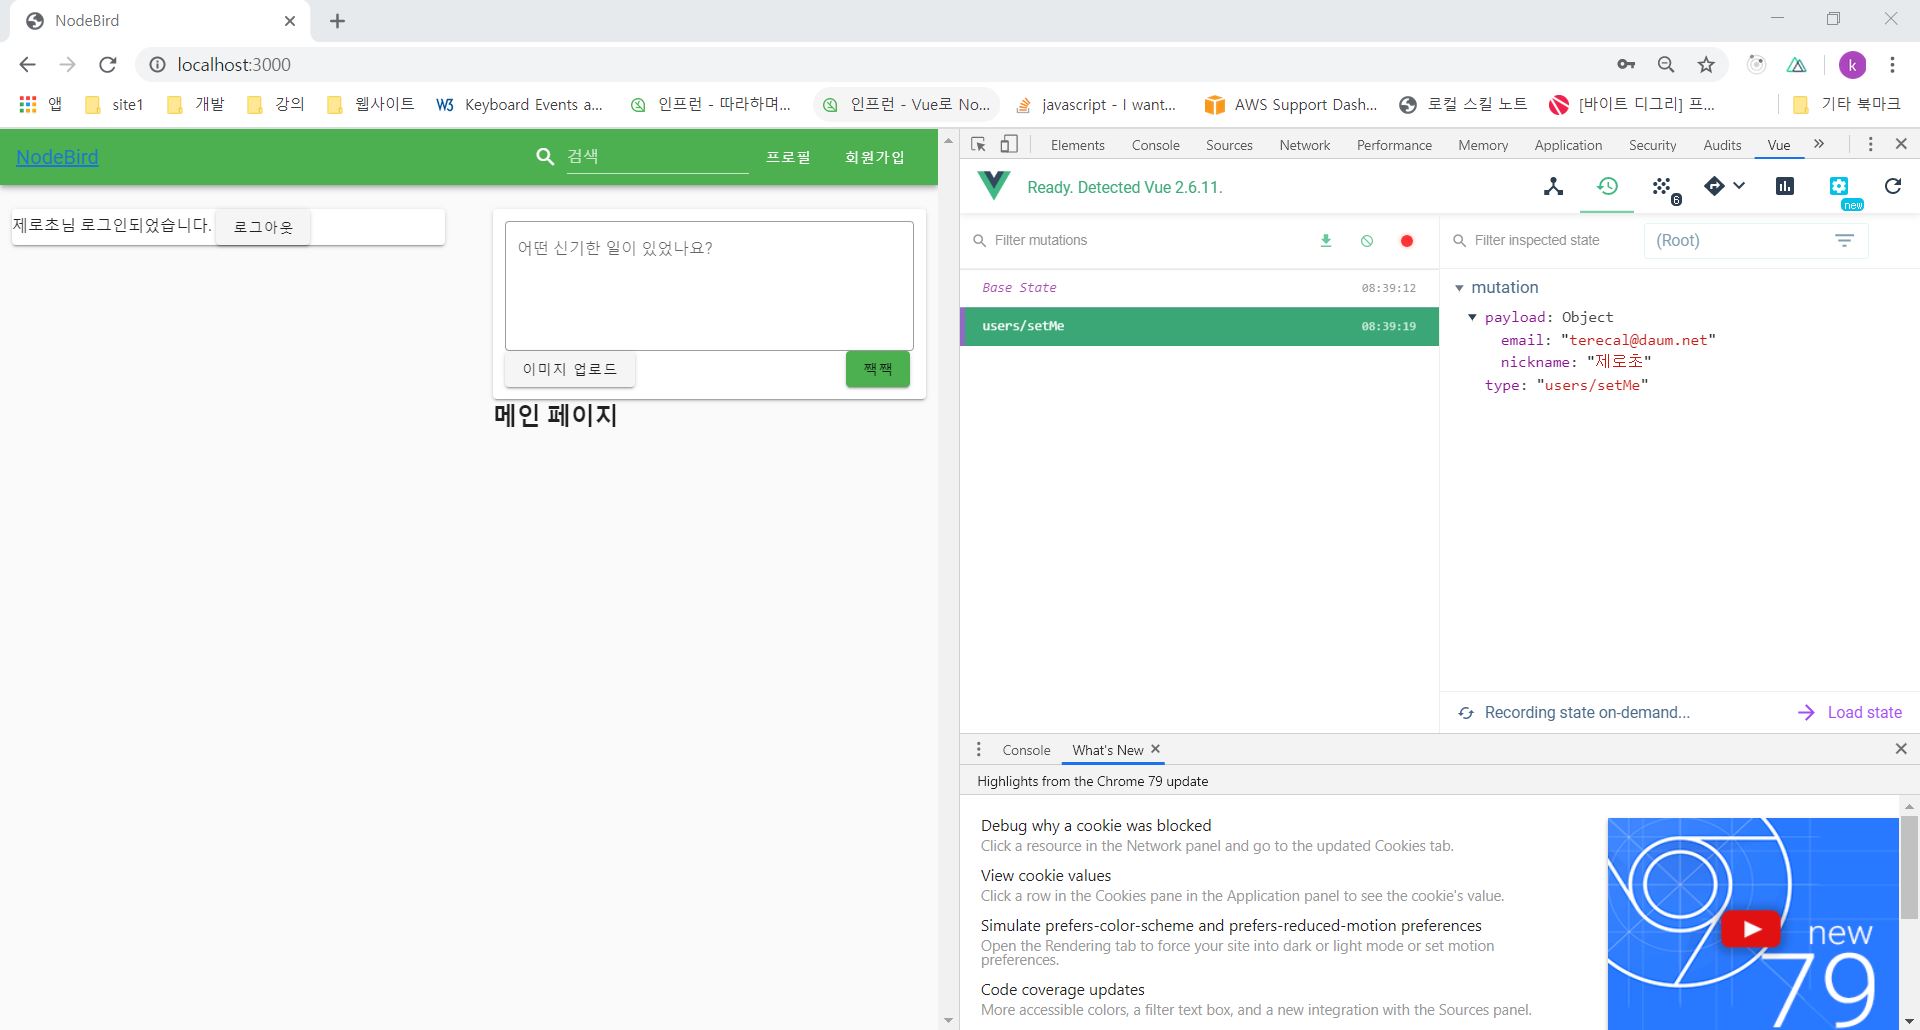 NodeBird
localhost:3000
k
앱 site1 개발 강의 웹사이트 W3 Keyboard Events a... 인프런 - 따라하며... 인프런 - Vue로 No... javascript - I want... AWS Support Dash... 로컬 스킬 노트 [바이트 디그리] 프... 기타 북마크
NodeBird 검색 프로필 회원가입
제로초님 로그인되었습니다. 로그아웃
어떤 신기한 일이 있었나요?
이미지 업로드 짹짹
메인 페이지
Elements Console Sources Network Performance Memory Application Security Audits Vue »
Ready. Detected Vue 2.6.11.
6
new
Filter mutations
Filter inspected state (Root)
Base State 08:39:12
users/setMe 08:39:19
mutation
payload: Object
email: "terecal@daum.net"
nickname: "제로초"
type: "users/setMe"
Recording state on-demand... Load state
Console What's New
Highlights from the Chrome 79 update
Debug why a cookie was blocked
Click a resource in the Network panel and go to the updated Cookies tab.
View cookie values
Click a row in the Cookies pane in the Application panel to see the cookie's value.
Simulate prefers-color-scheme and prefers-reduced-motion preferences
Open the Rendering tab to force your site into dark or light mode or set motion
preferences.
Code coverage updates
More accessible colors, a filter text box, and a new integration with the Sources panel.
new
79